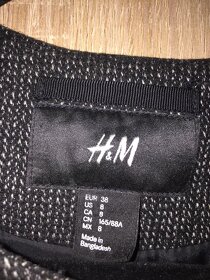 H&M
EUR 38
US 8
CA 8
CN 165/88A
MX 8
Made in
Bangladesh